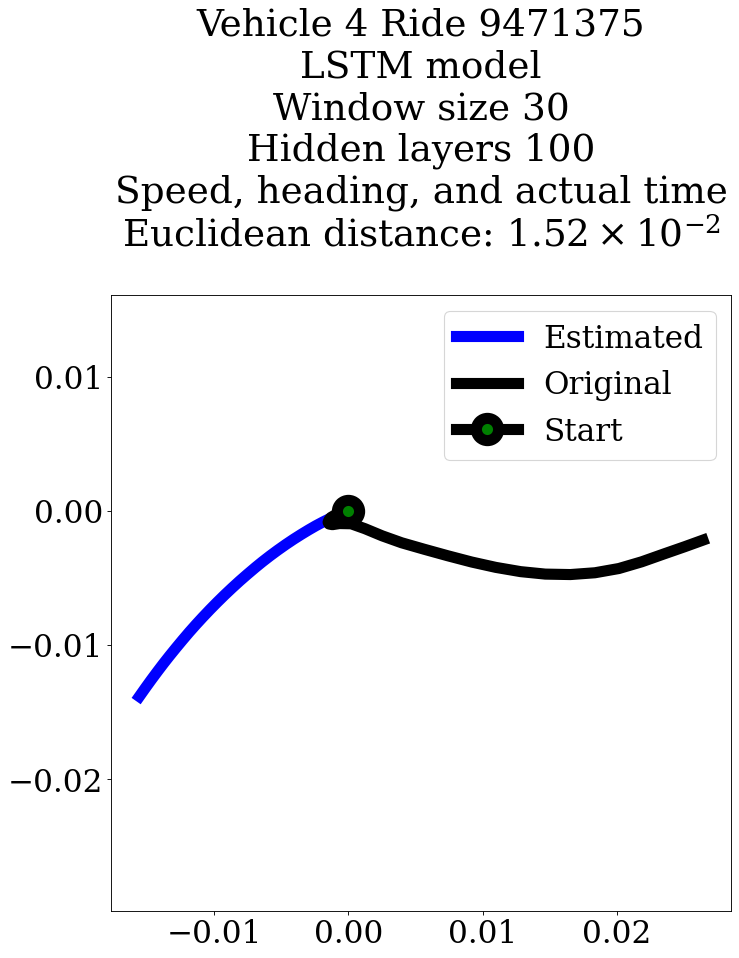 Vehicle 4 Ride 9471375
LSTM model
Window size 30
Hidden layers 100
Speed, heading, and actual time
Euclidean distance: 1.52 × 10⁻²
Estimated
Original
Start
0.01
0.00
−0.01
−0.02
−0.01 0.00 0.01 0.02